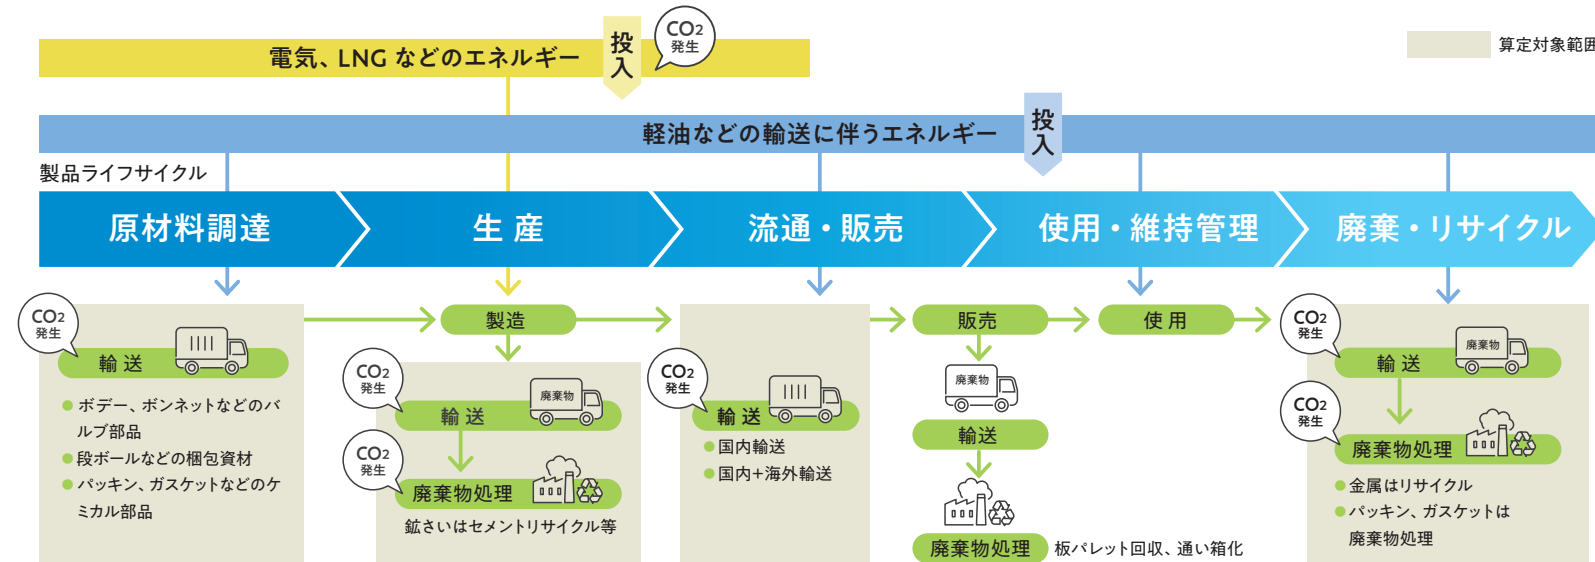 電気、LNG などのエネルギー
投入
CO2
発生
算定対象範囲
軽油などの輸送に伴うエネルギー
投入
製品ライフサイクル
原材料調達
生 産
流通・販売
使用・維持管理
廃棄・リサイクル
CO2
発生
輸 送
ボデー、ボンネットなどのバ
ルブ部品
段ボールなどの梱包資材
パッキン、ガスケットなどのケ
ミカル部品
製造
CO2
発生
廃棄物
輸 送
CO2
発生
廃棄物処理
鉱さいはセメントリサイクル等
CO2
発生
輸 送
国内輸送
国内+海外輸送
販売
廃棄物
輸送
廃棄物処理
板パレット回収、通い箱化
使 用
CO2
発生
廃棄物
輸 送
CO2
発生
廃棄物処理
金属はリサイクル
パッキン、ガスケットは
廃棄物処理